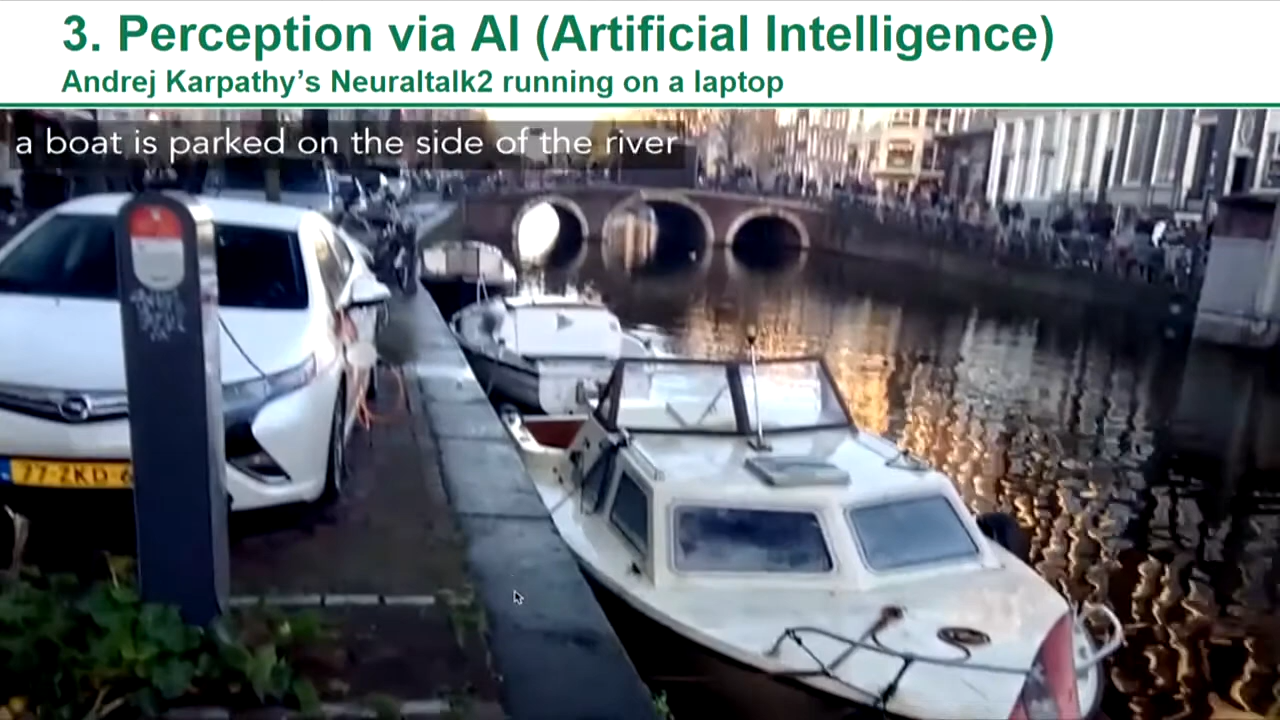 3. Perception via AI (Artificial Intelligence)
Andrej Karpathy’s Neuraltalk2 running on a laptop
a boat is parked on the side of the river